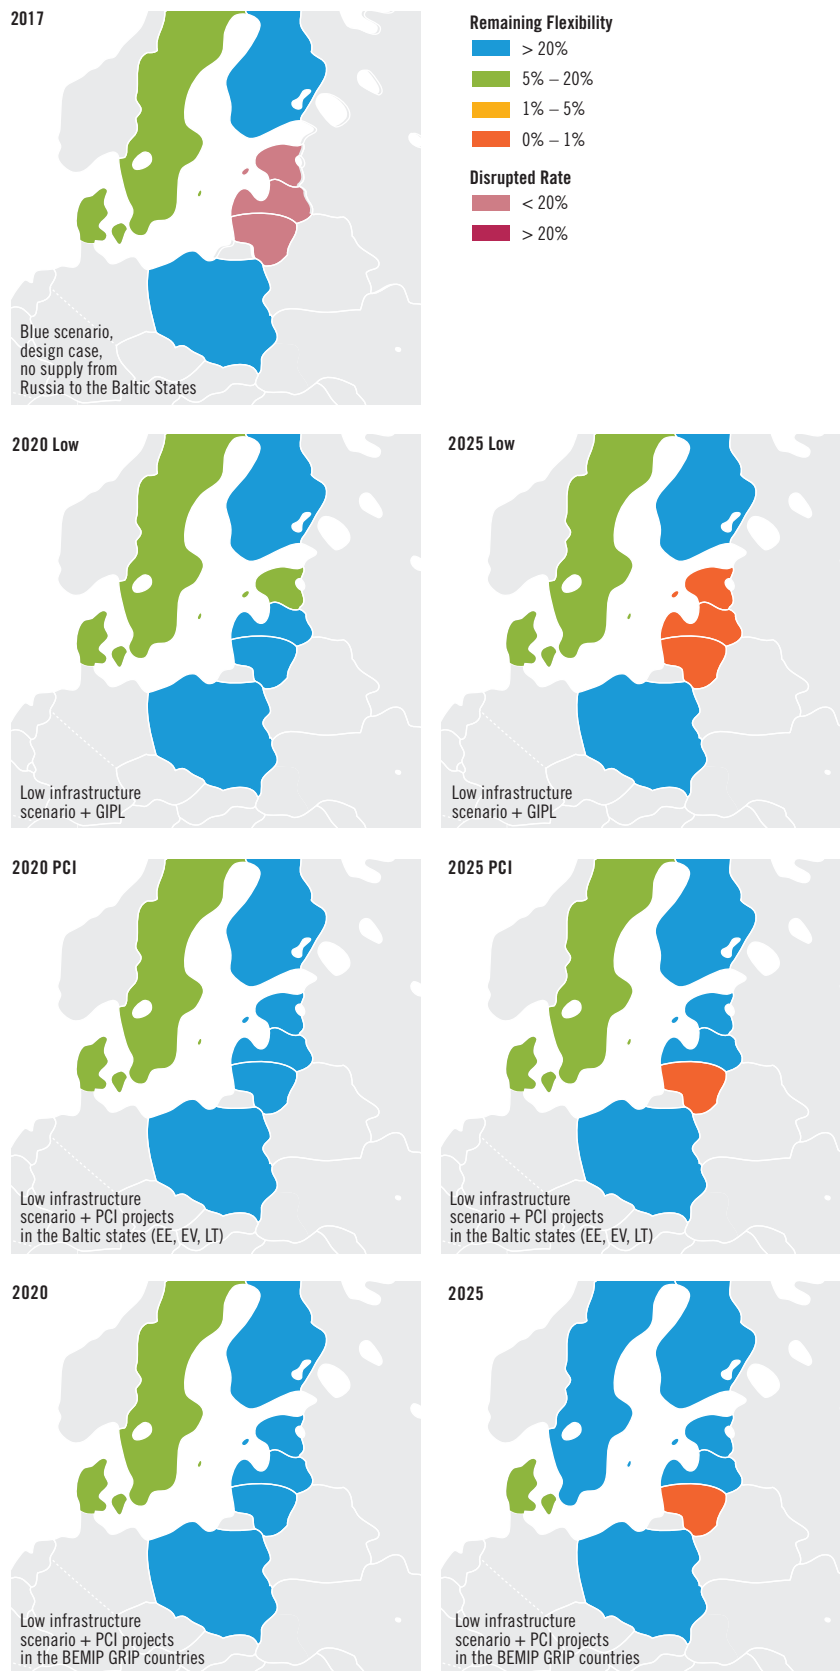 2017
Remaining Flexibility
> 20%
5% – 20%
1% – 5%
0% – 1%
Disrupted Rate
< 20%
> 20%
Blue scenario,
design case,
no supply from
Russia to the Baltic States
2020 Low
Low infrastructure
scenario + GIPL
2025 Low
Low infrastructure
scenario + GIPL
2020 PCI
Low infrastructure
scenario + PCI projects
in the Baltic states (EE, EV, LT)
2025 PCI
Low infrastructure
scenario + PCI projects
in the Baltic states (EE, EV, LT)
2020
Low infrastructure
scenario + PCI projects
in the BEMIP GRIP countries
2025
Low infrastructure
scenario + PCI projects
in the BEMIP GRIP countries